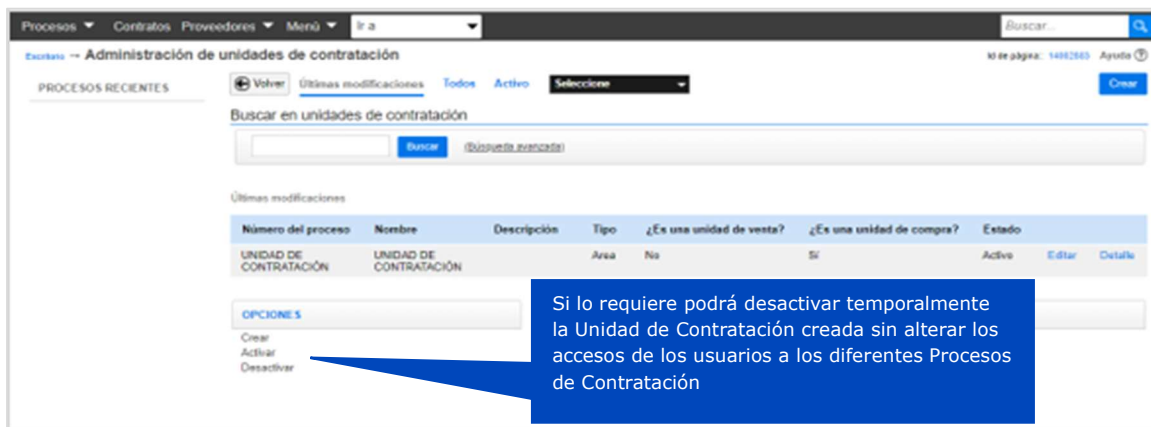 Procesos Contratos Proveedores Menú Ir a Buscar...
Escritorio → Administración de unidades de contratación Id de página:: 14002603 Ayuda
PROCESOS RECIENTES
Volver Últimas modificaciones Todos Activo Seleccione Crear
Buscar en unidades de contratación
Buscar (Búsqueda avanzada)
Últimas modificaciones
Número del proceso Nombre Descripción Tipo ¿Es una unidad de venta? ¿Es una unidad de compra? Estado
UNIDAD DE CONTRATACIÓN UNIDAD DE CONTRATACIÓN Area No Sí Activo Editar Detalle
OPCIONES
Crear
Activar
Desactivar
Si lo requiere podrá desactivar temporalmente
la Unidad de Contratación creada sin alterar los
accesos de los usuarios a los diferentes Procesos
de Contratación